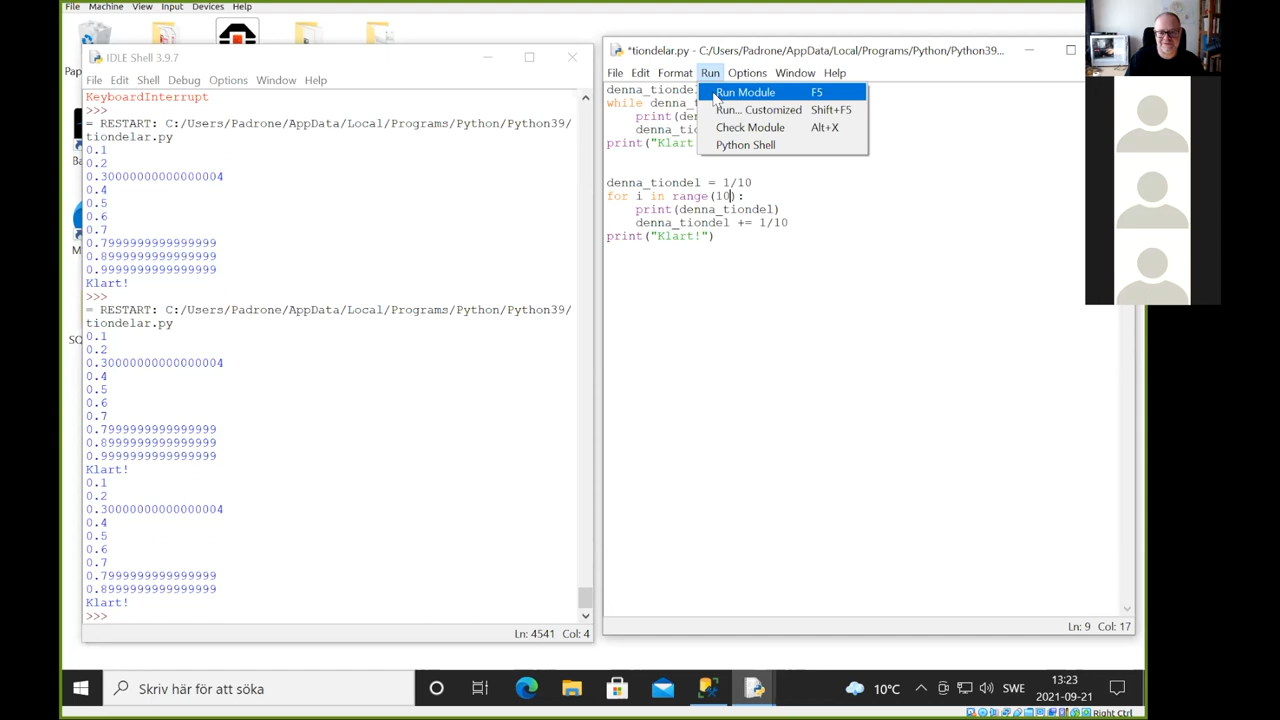 File Machine View Input Devices Help
IDLE Shell 3.9.7
File Edit Shell Debug Options Window Help
KeyboardInterrupt
>>>
= RESTART: C:/Users/Padrone/AppData/Local/Programs/Python/Python39/
tiondelar.py
0.1
0.2
0.30000000000000004
0.4
0.5
0.6
0.7
0.7999999999999999
0.8999999999999999
0.9999999999999999
Klart!
>>>
= RESTART: C:/Users/Padrone/AppData/Local/Programs/Python/Python39/
tiondelar.py
0.1
0.2
0.30000000000000004
0.4
0.5
0.6
0.7
0.7999999999999999
0.8999999999999999
0.9999999999999999
Klart!
0.1
0.2
0.30000000000000004
0.4
0.5
0.6
0.7
0.7999999999999999
0.8999999999999999
Klart!
>>>
Ln: 4541 Col: 4
*tiondelar.py - C:/Users/Padrone/AppData/Local/Programs/Python/Python39...
File Edit Format Run Options Window Help
Run Module F5
Run... Customized Shift+F5
Check Module Alt+X
Python Shell
denna_tiondel
while denna_t
print(den
denna_tio
print("Klart
denna_tiondel = 1/10
for i in range(10):
print(denna_tiondel)
denna_tiondel += 1/10
print("Klart!")
Ln: 9 Col: 17
Skriv här för att söka
10°C
SWE
13:23
2021-09-21
Right Ctrl